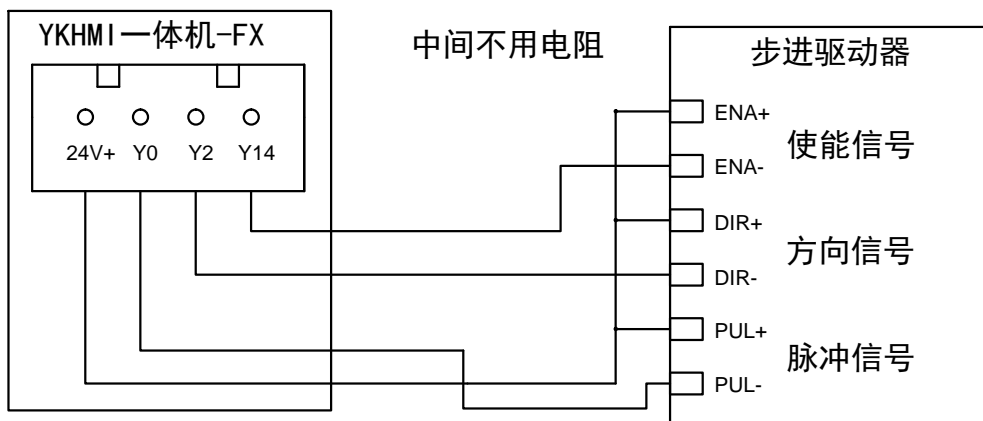 YKHMI一体机-FX
中间不用电阻
步进驱动器
24V+ Y0 Y2 Y14
ENA+
使能信号
ENA-
DIR+
方向信号
DIR-
PUL+
脉冲信号
PUL-